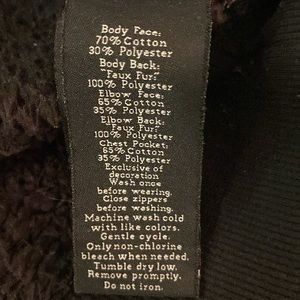 Body Face:
70% Cotton
30% Polyester
Body Back:
"Faux Fur:"
100% Polyester
Elbow Face:
65% Cotton
35% Polyester
Elbow Back:
"Faux Fur:"
100% Polyester
Chest Pocket:
65% Cotton
35% Polyester
Exclusive of
decoration
Wash once
before wearing.
Close zippers
before washing.
Machine wash cold
with like colors.
Gentle cycle.
Only non-chlorine
bleach when needed.
Tumble dry low.
Remove promptly.
Do not iron.